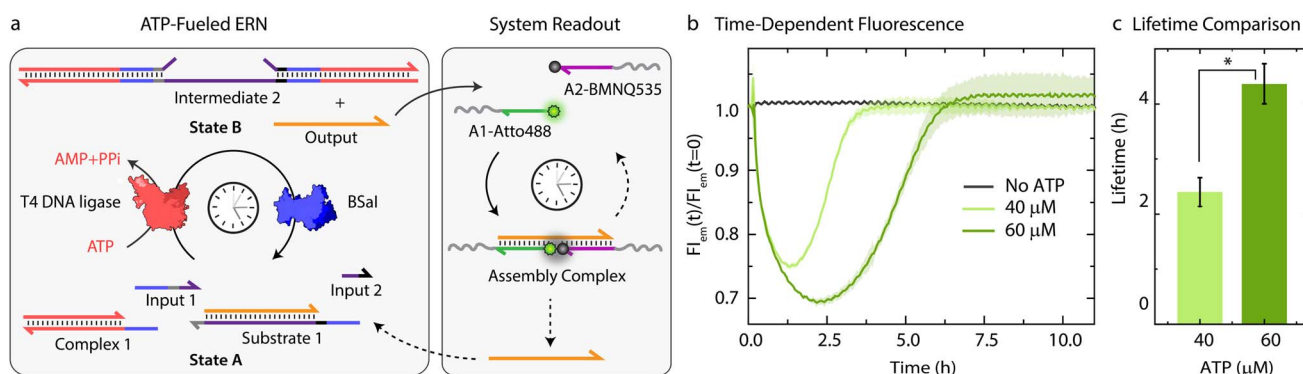 a
ATP-Fueled ERN
System Readout
Intermediate 2
+
State B
Output
AMP+PPi
T4 DNA ligase
BSaI
ATP
Input 1
Input 2
Complex 1
Substrate 1
State A
A2-BMNQ535
A1-Atto488
Assembly Complex
b Time-Dependent Fluorescence
FI_em(t)/FI_em(t=0)
1.0
0.9
0.8
0.7
No ATP
40 μM
60 μM
0 2.5 5.0 7.5 10.0
Time (h)
c Lifetime Comparison
*
Lifetime (h)
4
2
0
40 60
ATP (μM)